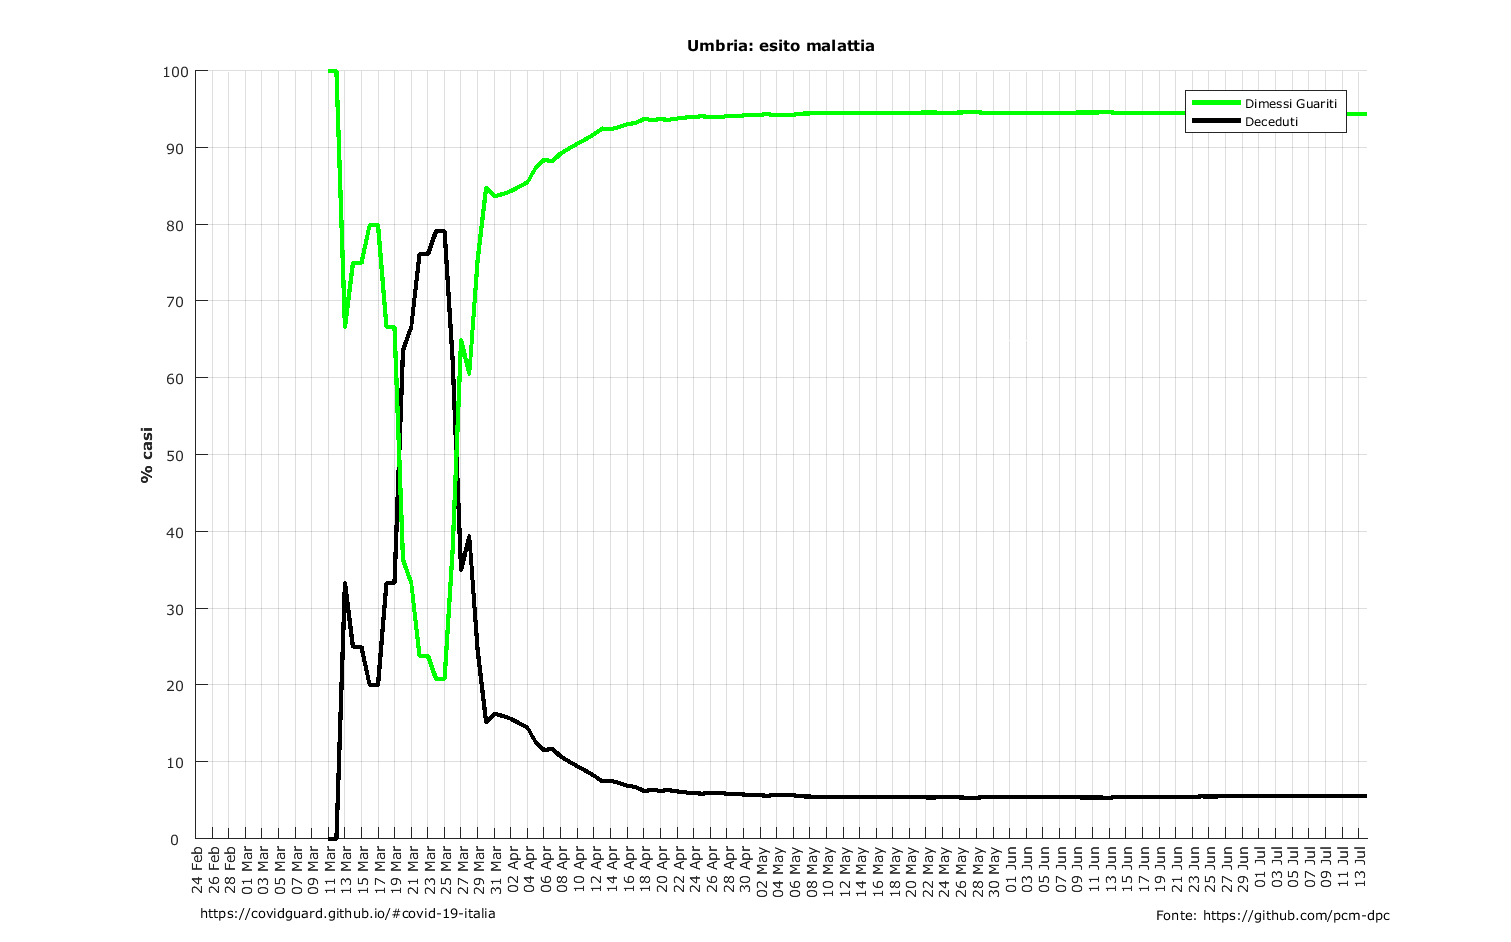 Umbria: esito malattia
100
90
80
70
60
50
40
30
20
10
0
% casi
Dimessi Guariti
Deceduti
24 Feb
26 Feb
28 Feb
01 Mar
03 Mar
05 Mar
07 Mar
09 Mar
11 Mar
13 Mar
15 Mar
17 Mar
19 Mar
21 Mar
23 Mar
25 Mar
27 Mar
29 Mar
31 Mar
02 Apr
04 Apr
06 Apr
08 Apr
10 Apr
12 Apr
14 Apr
16 Apr
18 Apr
20 Apr
22 Apr
24 Apr
26 Apr
28 Apr
30 Apr
02 May
04 May
06 May
08 May
10 May
12 May
14 May
16 May
18 May
20 May
22 May
24 May
26 May
28 May
30 May
01 Jun
03 Jun
05 Jun
07 Jun
09 Jun
11 Jun
13 Jun
15 Jun
17 Jun
19 Jun
21 Jun
23 Jun
25 Jun
27 Jun
29 Jun
01 Jul
03 Jul
05 Jul
07 Jul
09 Jul
11 Jul
13 Jul
https://covidguard.github.io/#covid-19-italia
Fonte: https://github.com/pcm-dpc